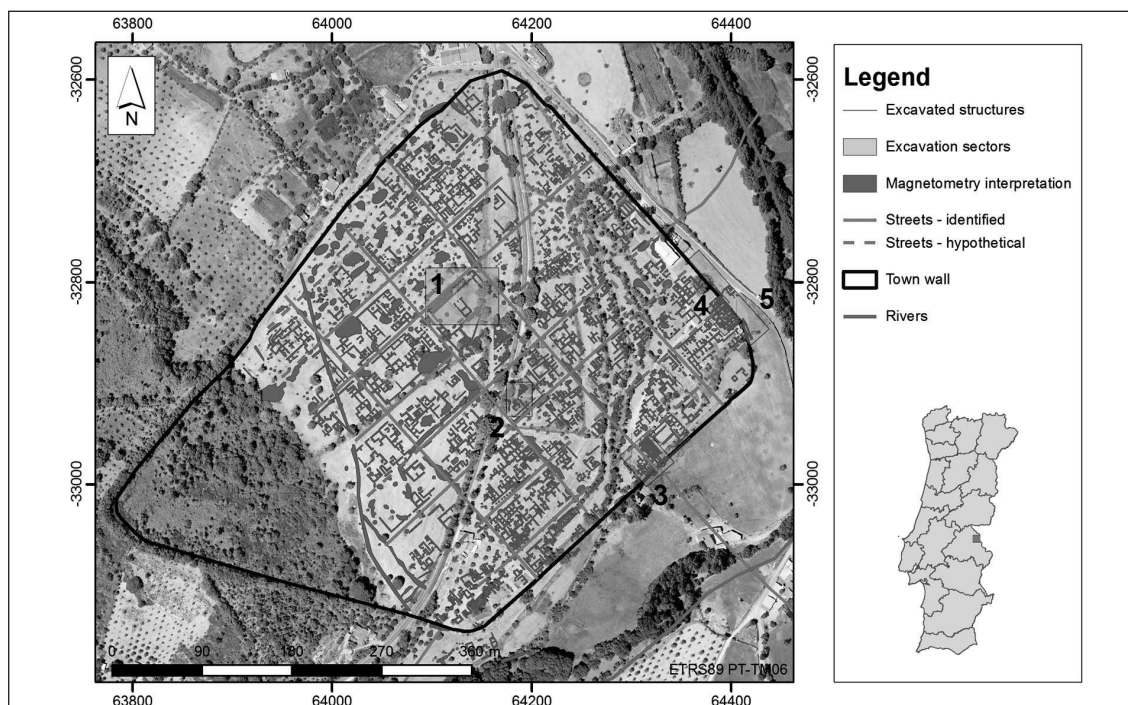 63800 64000 64200 64400
-32600
-32800
-33000
-32600
-32800
-33000
N
1
2
3
4
5
0 90 180 270 360 m
ETRS89 PT-TM06
63800 64000 64200 64400
Legend
Excavated structures
Excavation sectors
Magnetometry interpretation
Streets - identified
Streets - hypothetical
Town wall
Rivers